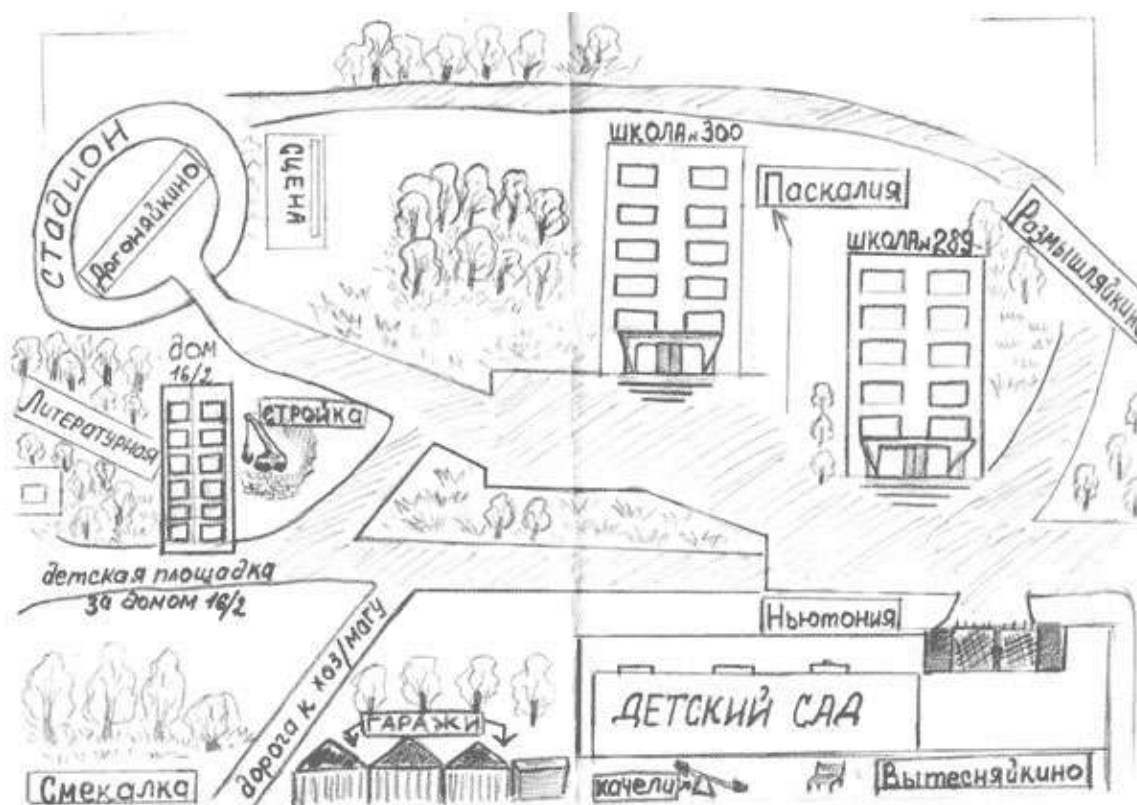 СТАДИОН
Догоняйкино
СЦЕНА
ШКОЛА № 300
Паскалия
ШКОЛА № 289
Размышляйкино
ДОМ
16/2
Литературная
СТРОЙКА
детская площадка
за домом 16/2
Ньютония
дорога к хоз/магу
ГАРАЖИ
ДЕТСКИЙ САД
Смекалка
качели
Вытесняйкино